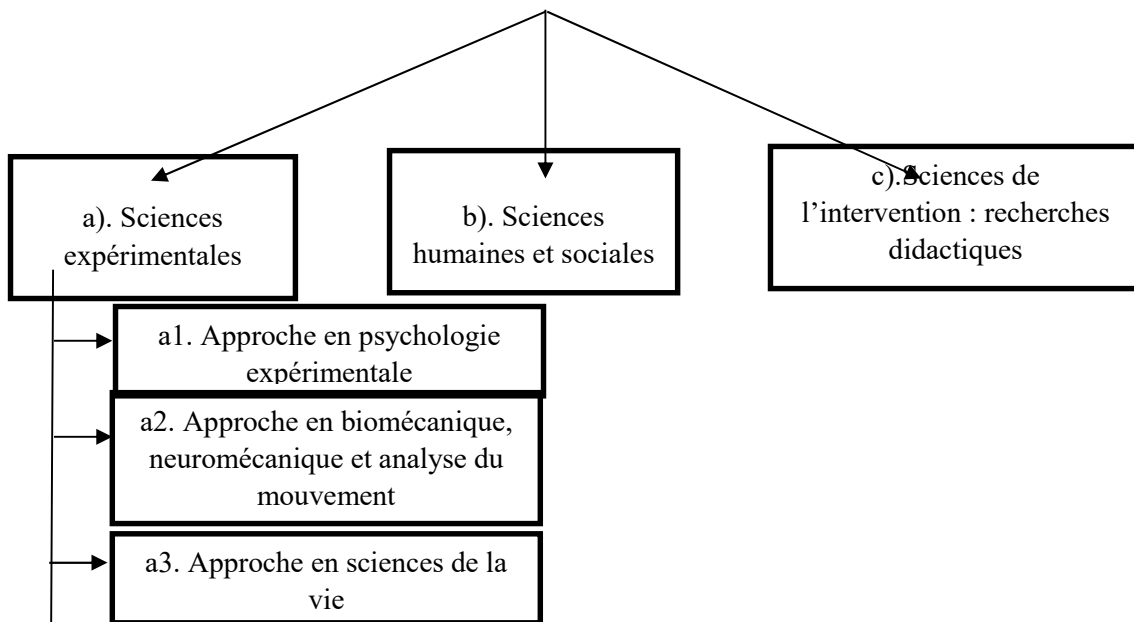 a). Sciences
expérimentales
b). Sciences
humaines et sociales
c).Sciences de
l’intervention : recherches
didactiques
a1. Approche en psychologie
expérimentale
a2. Approche en biomécanique,
neuromécanique et analyse du
mouvement
a3. Approche en sciences de la
vie